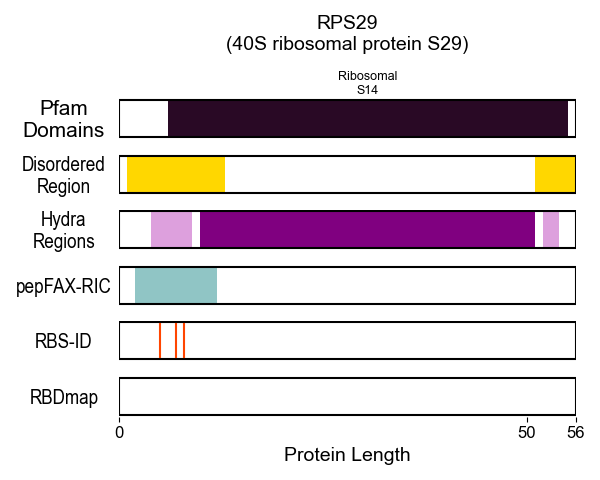 RPS29
(40S ribosomal protein S29)
Ribosomal
S14
Pfam
Domains
Disordered
Region
Hydra
Regions
pepFAX-RIC
RBS-ID
RBDmap
0
50
56
Protein Length